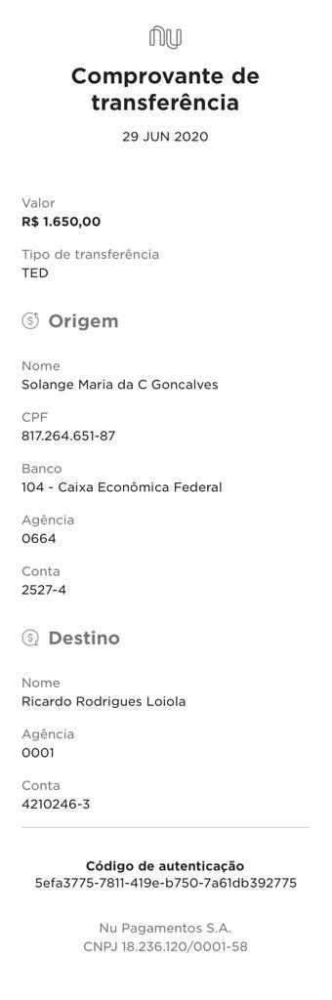 nu
Comprovante de
transferência
29 JUN 2020
Valor
R$ 1.650,00
Tipo de transferência
TED
Origem
Nome
Solange Maria da C Goncalves
CPF
817.264.651-87
Banco
104 - Caixa Econômica Federal
Agência
0664
Conta
2527-4
Destino
Nome
Ricardo Rodrigues Loiola
Agência
0001
Conta
4210246-3
Código de autenticação
5efa3775-7811-419e-b750-7a61db392775
Nu Pagamentos S.A.
CNPJ 18.236.120/0001-58